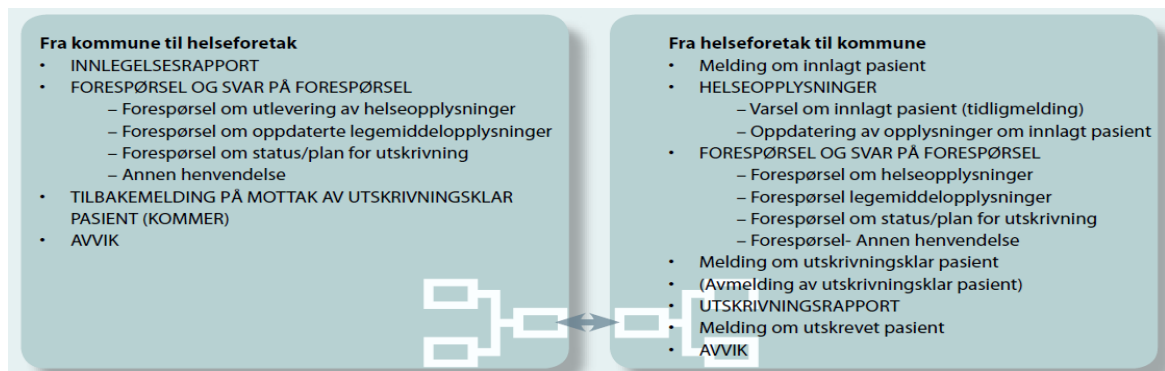 Fra kommune til helseforetak
• INNLEGELSESRAPPORT
• FORESPØRSEL OG SVAR PÅ FORESPØRSEL
– Forespørsel om utlevering av helseopplysninger
– Forespørsel om oppdaterte legemiddelopplysninger
– Forespørsel om status/plan for utskrivning
– Annen henvendelse
• TILBAKEMELDING PÅ MOTTAK AV UTSKRIVNINGSKLAR
PASIENT (KOMMER)
• AVVIK
Fra helseforetak til kommune
• Melding om innlagt pasient
• HELSEOPPLYSNINGER
– Varsel om innlagt pasient (tidligmelding)
– Oppdatering av opplysninger om innlagt pasient
• FORESPØRSEL OG SVAR PÅ FORESPØRSEL
– Forespørsel om helseopplysninger
– Forespørsel legemiddelopplysninger
– Forespørsel om status/plan for utskrivning
– Forespørsel- Annen henvendelse
• Melding om utskrivningsklar pasient
• (Avmelding av utskrivningsklar pasient)
• UTSKRIVNINGSRAPPORT
• Melding om utskrevet pasient
• AVVIK